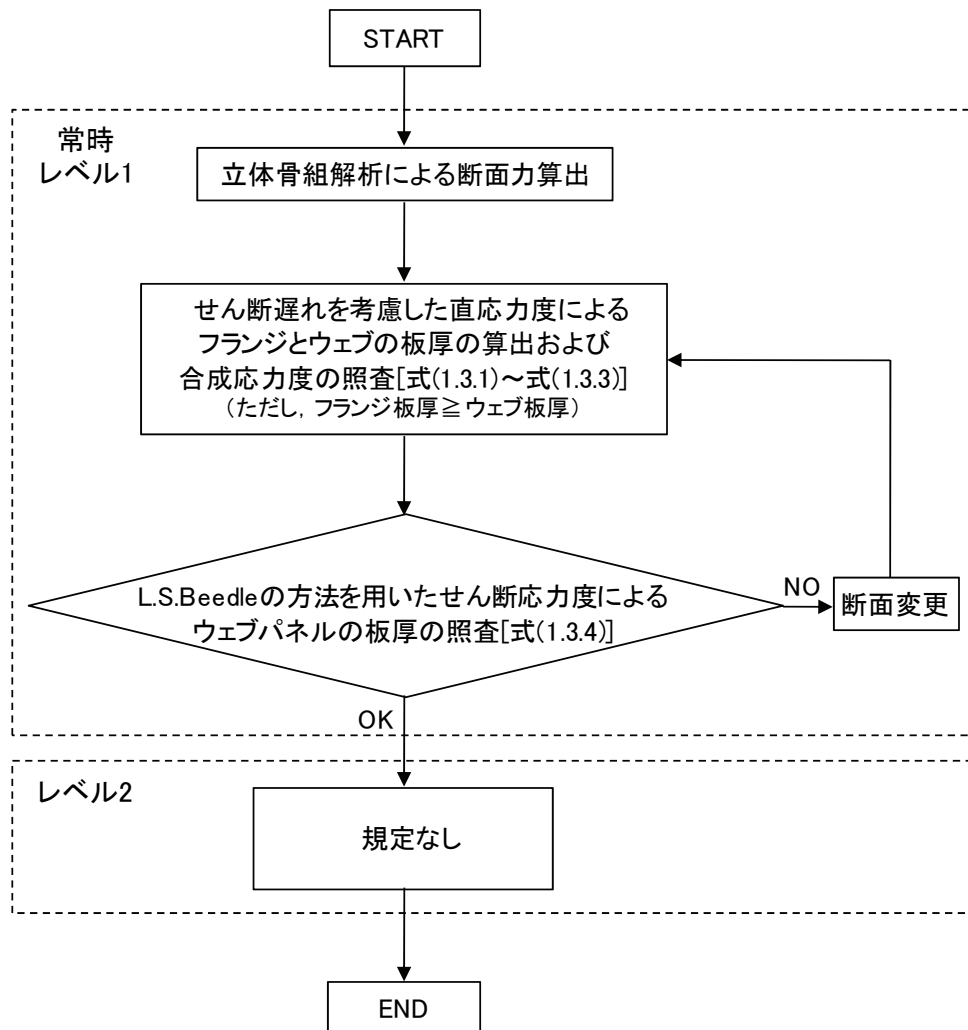 START
常時
レベル1
立体骨組解析による断面力算出
せん断遅れを考慮した直応力度による
フランジとウェブの板厚の算出および
合成応力度の照査[式(1.3.1)～式(1.3.3)]
（ただし，フランジ板厚≧ウェブ板厚）
L.S.Beedleの方法を用いたせん断応力度による
ウェブパネルの板厚の照査[式(1.3.4)]
NO
断面変更
OK
レベル2
規定なし
END